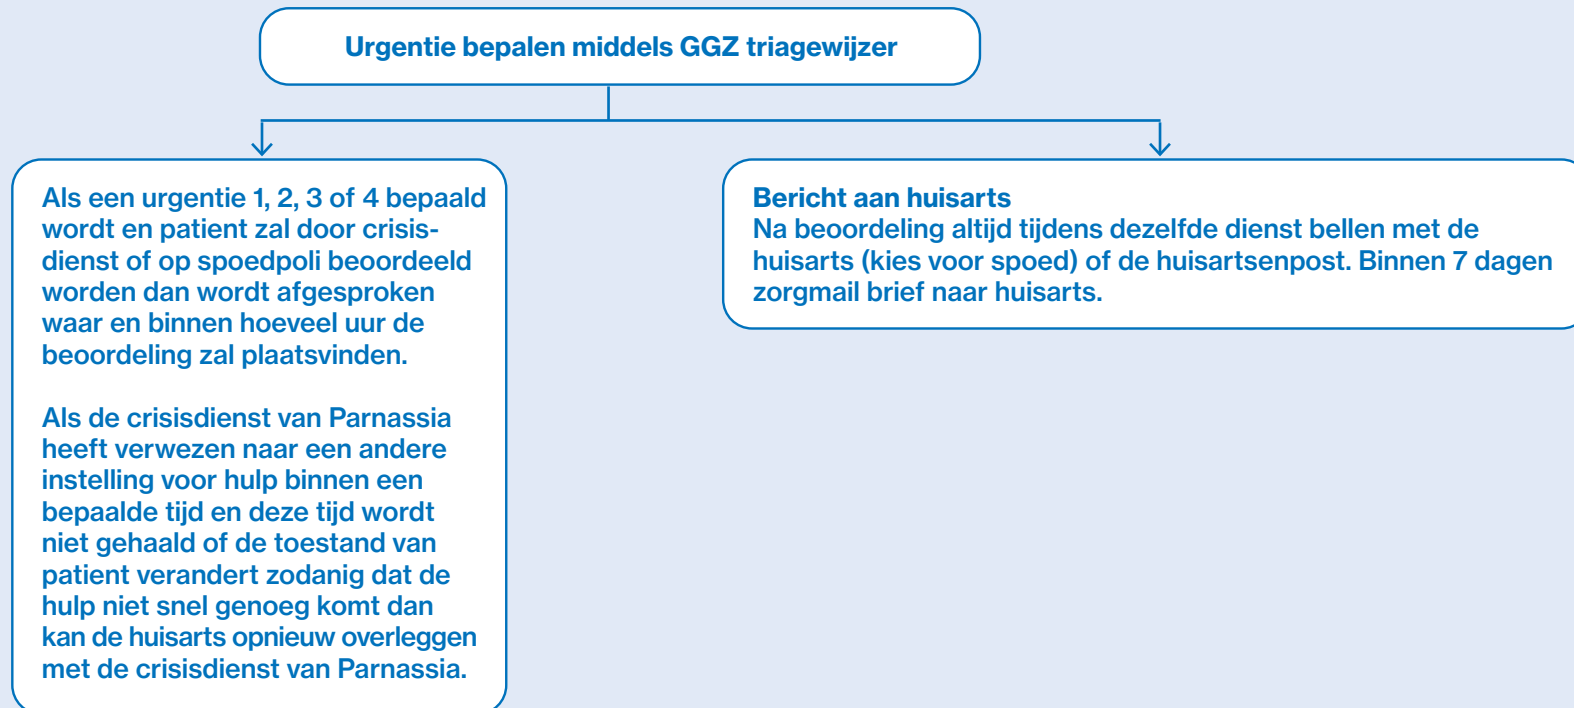 Urgentie bepalen middels GGZ triagewijzer
Als een urgentie 1, 2, 3 of 4 bepaald
wordt en patient zal door crisis-
dienst of op spoedpoli beoordeeld
worden dan wordt afgesproken
waar en binnen hoeveel uur de
beoordeling zal plaatsvinden.
Als de crisisdienst van Parnassia
heeft verwezen naar een andere
instelling voor hulp binnen een
bepaalde tijd en deze tijd wordt
niet gehaald of de toestand van
patient verandert zodanig dat de
hulp niet snel genoeg komt dan
kan de huisarts opnieuw overleggen
met de crisisdienst van Parnassia.
Bericht aan huisarts
Na beoordeling altijd tijdens dezelfde dienst bellen met de
huisarts (kies voor spoed) of de huisartsenpost. Binnen 7 dagen
zorgmail brief naar huisarts.